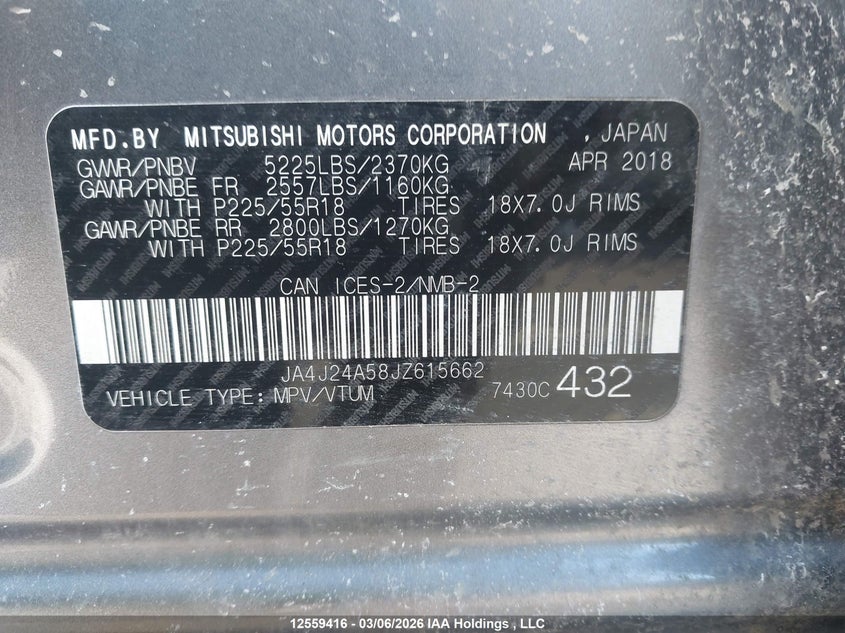 MFD.BY MITSUBISHI MOTORS CORPORATION , JAPAN
GVWR/PNBV 5225LBS/2370KG APR 2018
GAWR/PNBE FR 2557LBS/1160KG
WITH P225/55R18 TIRES 18X7.0J RIMS
GAWR/PNBE RR 2800LBS/1270KG
WITH P225/55R18 TIRES 18X7.0J RIMS
CAN ICES-2/NMB-2
JA4J24A58JZ615662
VEHICLE TYPE: MPV/VTUM 7430C 432
12559416 - 03/06/2026 IAA Holdings , LLC